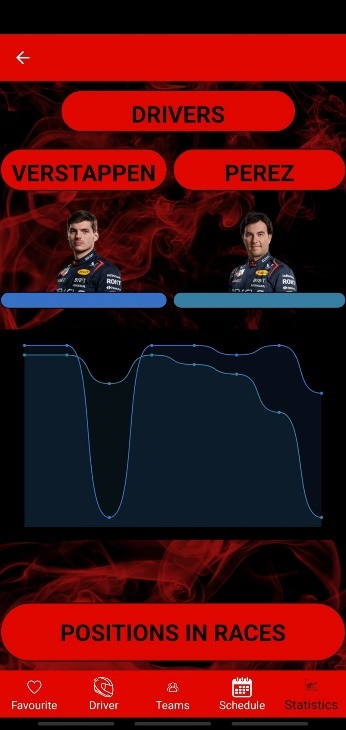 DRIVERS
VERSTAPPEN
PEREZ
POSITIONS IN RACES
Favourite
Driver
Teams
Schedule
Statistics